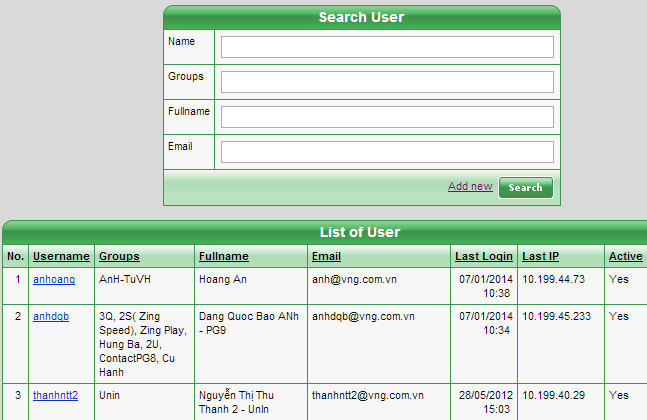 Search User
Name
Groups
Fullname
Email
Add new Search
List of User
No. Username Groups Fullname Email Last Login Last IP Active
1 anhoang AnH-TuVH Hoang An anh@vng.com.vn 07/01/2014 10.199.44.73 Yes
10:38
2 anhdqb 3Q, 2S( Zing Dang Quoc Bao ANh anhdqb@vng.com.vn 07/01/2014 10.199.45.233 Yes
Speed), Zing Play, - PG9 10:34
Hung Ba, 2U,
ContactPG8, Cu
Hanh
3 thanhntt2 Unin Nguyễn Thị Thu thanhntt2@vng.com.vn 28/05/2012 10.199.40.29 Yes
Thanh 2 - UnIn 15:03